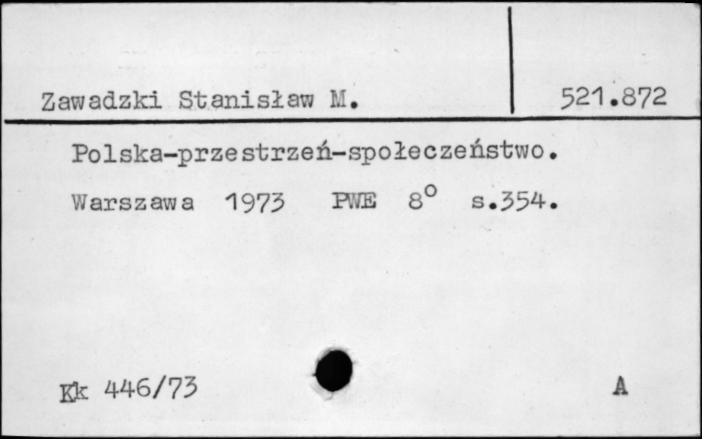 Zawadzki Stanisław M. 521.872
Polska-przestrzeń-społeczeństwo.
Warszawa 1973 PWE 8° s.354.
Kk 446/73 A